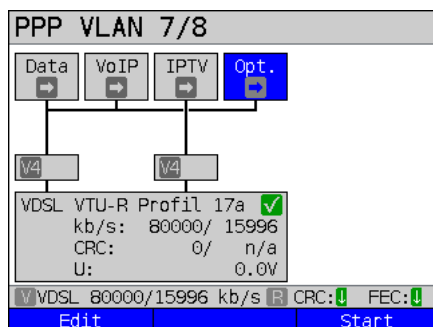 PPP VLAN 7/8
Data VoIP IPTV Opt.
V4 V4
VDSL VTU-R Profil 17a
kb/s: 80000/ 15996
CRC: 0/ n/a
U: 0.0V
V VDSL 80000/15996 kb/s R CRC: FEC:
Edit Start